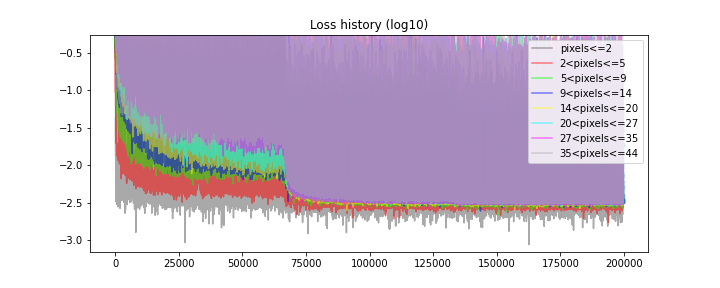 Loss history (log10)
−0.5
−1.0
−1.5
−2.0
−2.5
−3.0
pixels<=2
2<pixels<=5
5<pixels<=9
9<pixels<=14
14<pixels<=20
20<pixels<=27
27<pixels<=35
35<pixels<=44
0 25000 50000 75000 100000 125000 150000 175000 200000